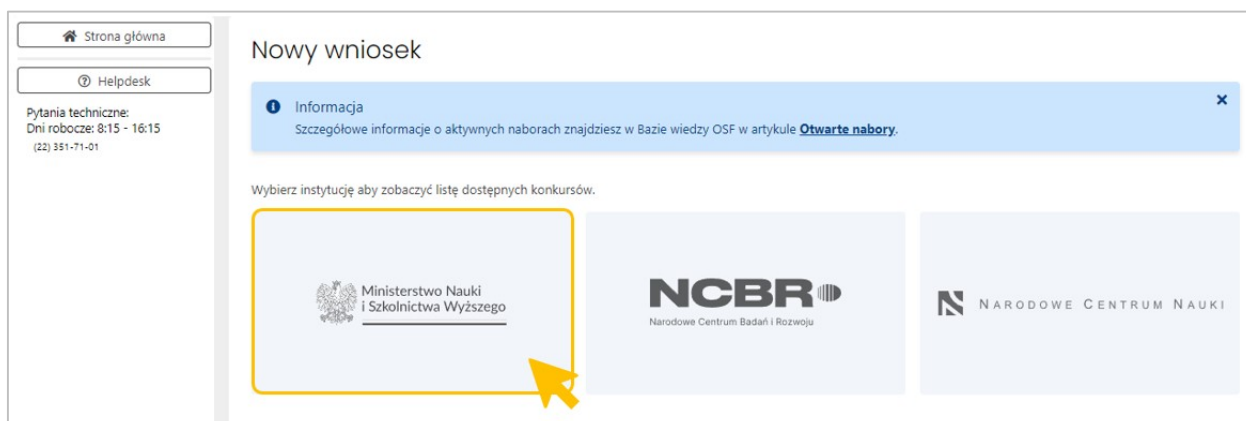 Strona główna
Helpdesk
Pytania techniczne:
Dni robocze: 8:15 - 16:15
(22) 351-71-01
Nowy wniosek
Informacja
Szczegółowe informacje o aktywnych naborach znajdziesz w Bazie wiedzy OSF w artykule Otwarte nabory.
Wybierz instytucję aby zobaczyć listę dostępnych konkursów.
Ministerstwo Nauki
i Szkolnictwa Wyższego
NCBR
Narodowe Centrum Badań i Rozwoju
NARODOWE CENTRUM NAUKI